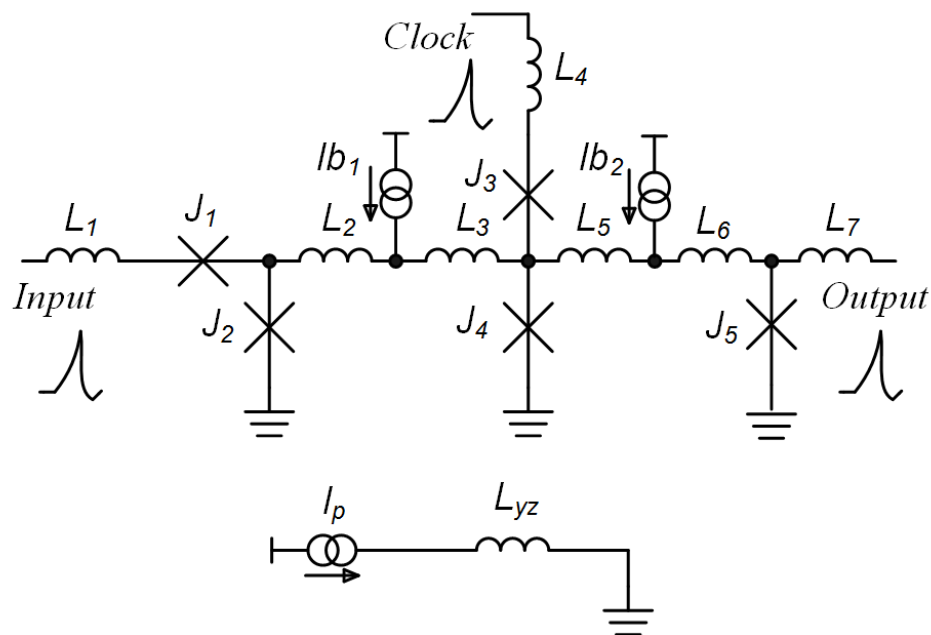 Clock
L4
Ib1
J3
Ib2
L1
J1
L2
L3
L5
L6
L7
Input
J2
J4
J5
Output
Ip
Lyz